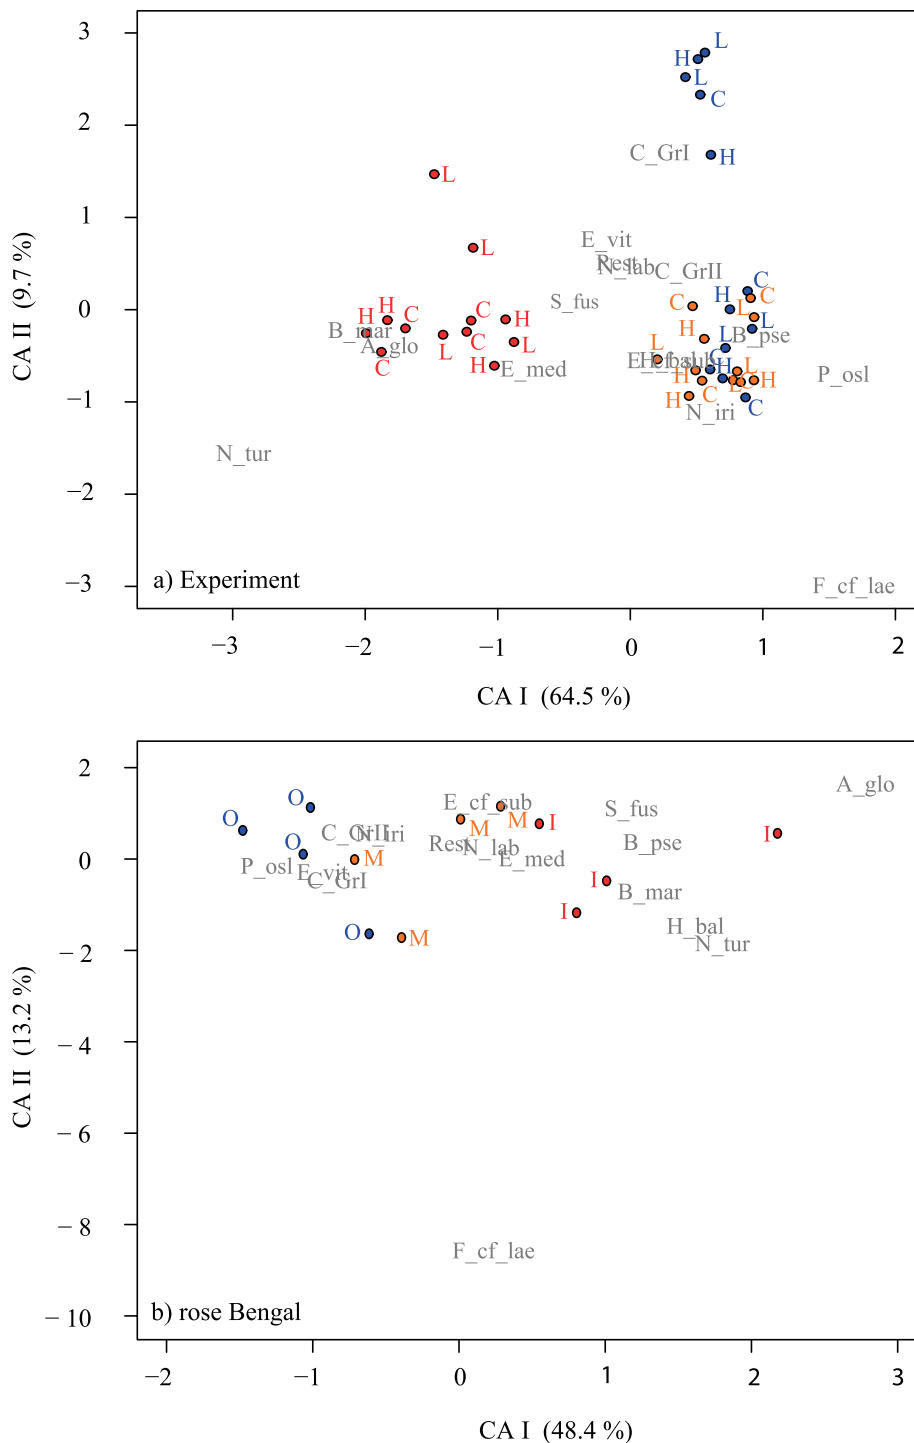 3
L
H
L
C
2
C_GrI
H
L
1
E_vit
L
Rest
N_lab
C_GrII
S_fus
C
C
H
C
L
L
0
H
H
C
C
H
B_mar
A_glo
C
L
C
L
H
L
B_pse
L
H
E_med
E_cf_sub
H_bal
C
H
L
P_osl
C
H
L
C
H
−1
H
C
N_iri
C
N_tur
−2
−3
a) Experiment
F_cf_lae
CA II (9.7 %)
−3
−2
−1
0
1
2
CA I (64.5 %)
2
O
O
E_cf_sub
A_glo
S_fus
C_GrII
N_iri
M
M
I
I
O
Rest
N_lab
B_pse
0
P_osl
E_vit
C_GrI
M
E_med
I
B_mar
I
H_bal
O
M
N_tur
−2
−4
−6
−8
F_cf_lae
−10
b) rose Bengal
CA II (13.2 %)
−2
−1
0
1
2
3
CA I (48.4 %)